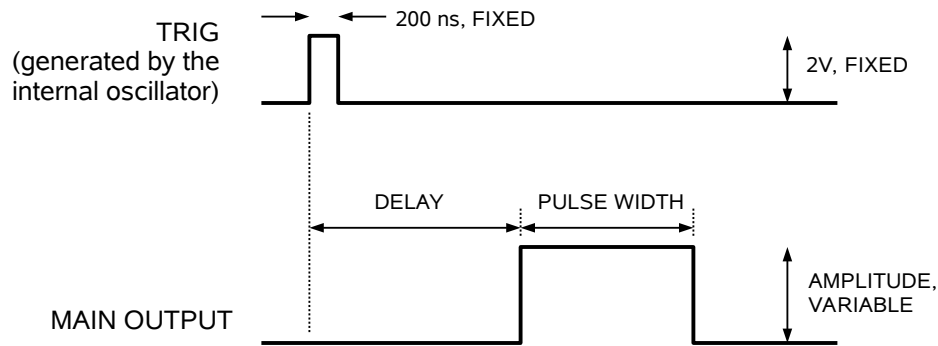 200 ns, FIXED
TRIG
(generated by the
internal oscillator)
2V, FIXED
DELAY
PULSE WIDTH
AMPLITUDE,
VARIABLE
MAIN OUTPUT